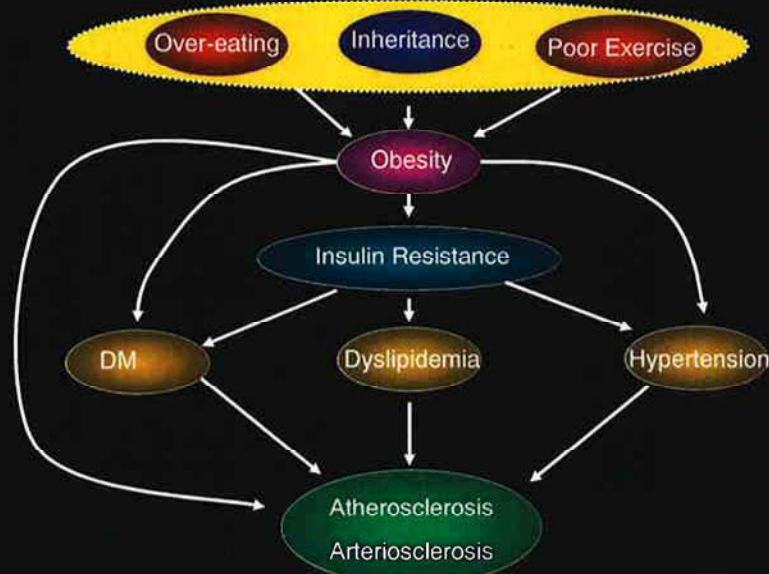 Over-eating
Inheritance
Poor Exercise
Obesity
Insulin Resistance
DM
Dyslipidemia
Hypertension
Atherosclerosis
Arteriosclerosis